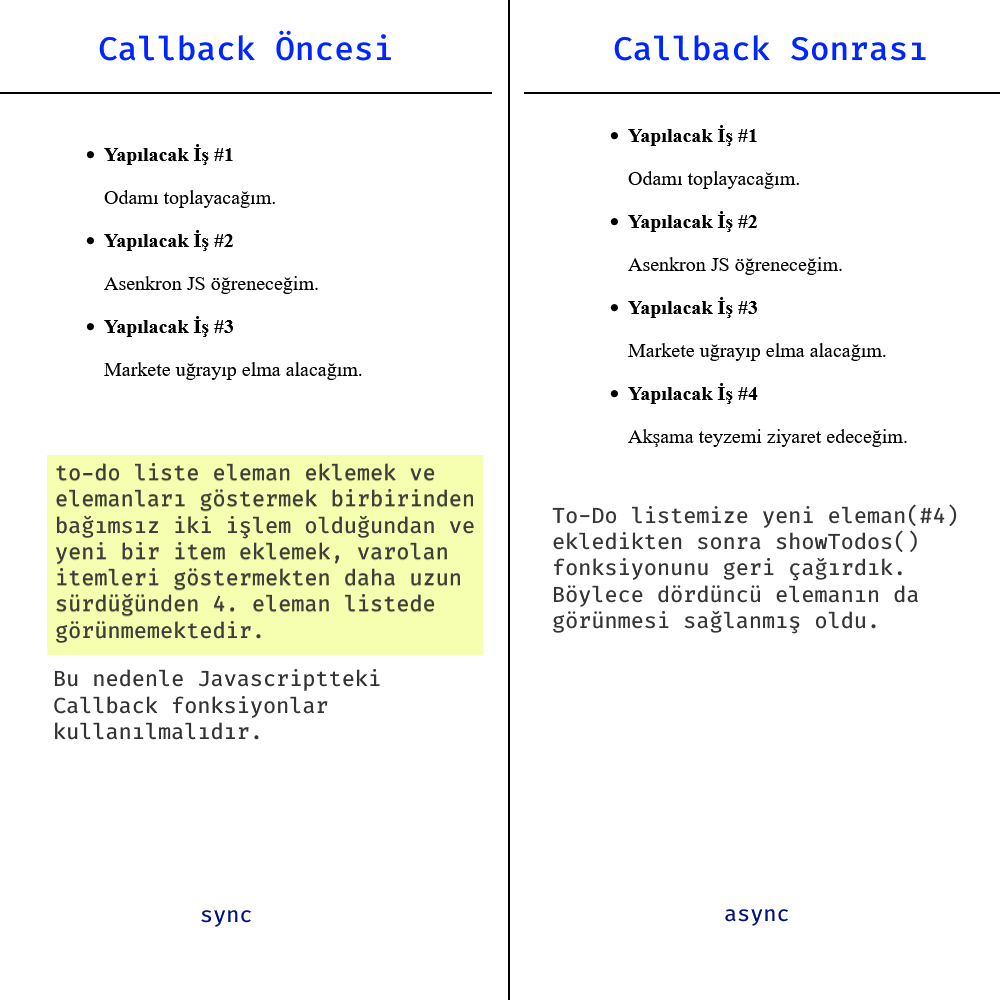 Callback Öncesi
Yapılacak İş #1
Odamı toplayacağım.
Yapılacak İş #2
Asenkron JS öğreneceğim.
Yapılacak İş #3
Markete uğrayıp elma alacağım.
to-do liste eleman eklemek ve
elemanları göstermek birbirinden
bağımsız iki işlem olduğundan ve
yeni bir item eklemek, varolan
itemleri göstermekten daha uzun
sürdüğünden 4. eleman listede
görünmemektedir.
Bu nedenle Javascriptteki
Callback fonksiyonlar
kullanılmalıdır.
sync
Callback Sonrası
Yapılacak İş #1
Odamı toplayacağım.
Yapılacak İş #2
Asenkron JS öğreneceğim.
Yapılacak İş #3
Markete uğrayıp elma alacağım.
Yapılacak İş #4
Akşama teyzemi ziyaret edeceğim.
To-Do listemize yeni eleman(#4)
ekledikten sonra showTodos()
fonksiyonunu geri çağırdık.
Böylece dördüncü elemanın da
görünmesi sağlanmış oldu.
async